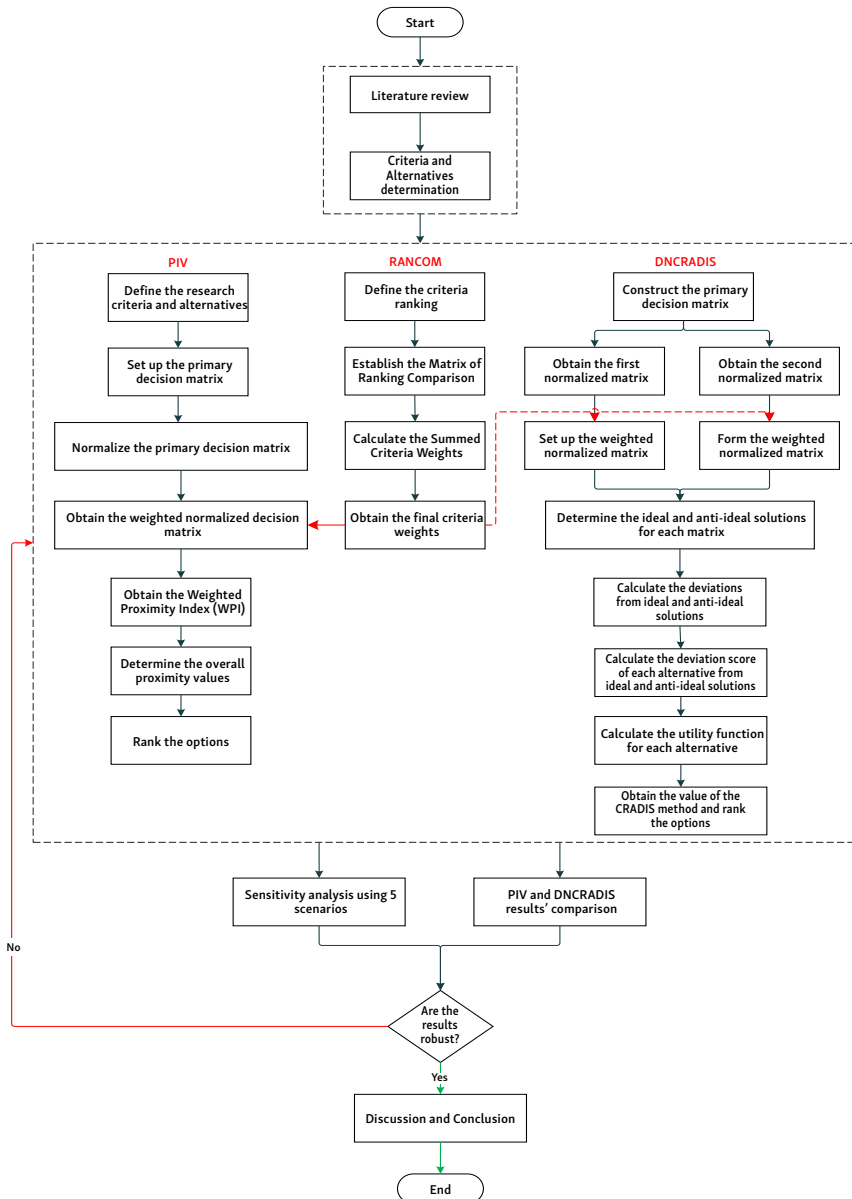 Start
Literature review
Criteria and
Alternatives
determination
PIV
Define the research
criteria and alternatives
Set up the primary
decision matrix
Normalize the primary decision matrix
Obtain the weighted normalized decision
matrix
Obtain the Weighted
Proximity Index (WPI)
Determine the overall
proximity values
Rank the options
RANCOM
Define the criteria
ranking
Establish the Matrix of
Ranking Comparison
Calculate the Summed
Criteria Weights
Obtain the final criteria
weights
DNCRADIS
Construct the primary
decision matrix
Obtain the first
normalized matrix
Obtain the second
normalized matrix
Set up the weighted
normalized matrix
Form the weighted
normalized matrix
Determine the ideal and anti-ideal solutions
for each matrix
Calculate the deviations
from ideal and anti-ideal
solutions
Calculate the deviation score
of each alternative from
ideal and anti-ideal solutions
Calculate the utility function
for each alternative
Obtain the value of the
CRADIS method and rank
the options
Sensitivity analysis using 5
scenarios
PIV and DNCRADIS
results’ comparison
No
Are the
results
robust?
Yes
Discussion and Conclusion
End